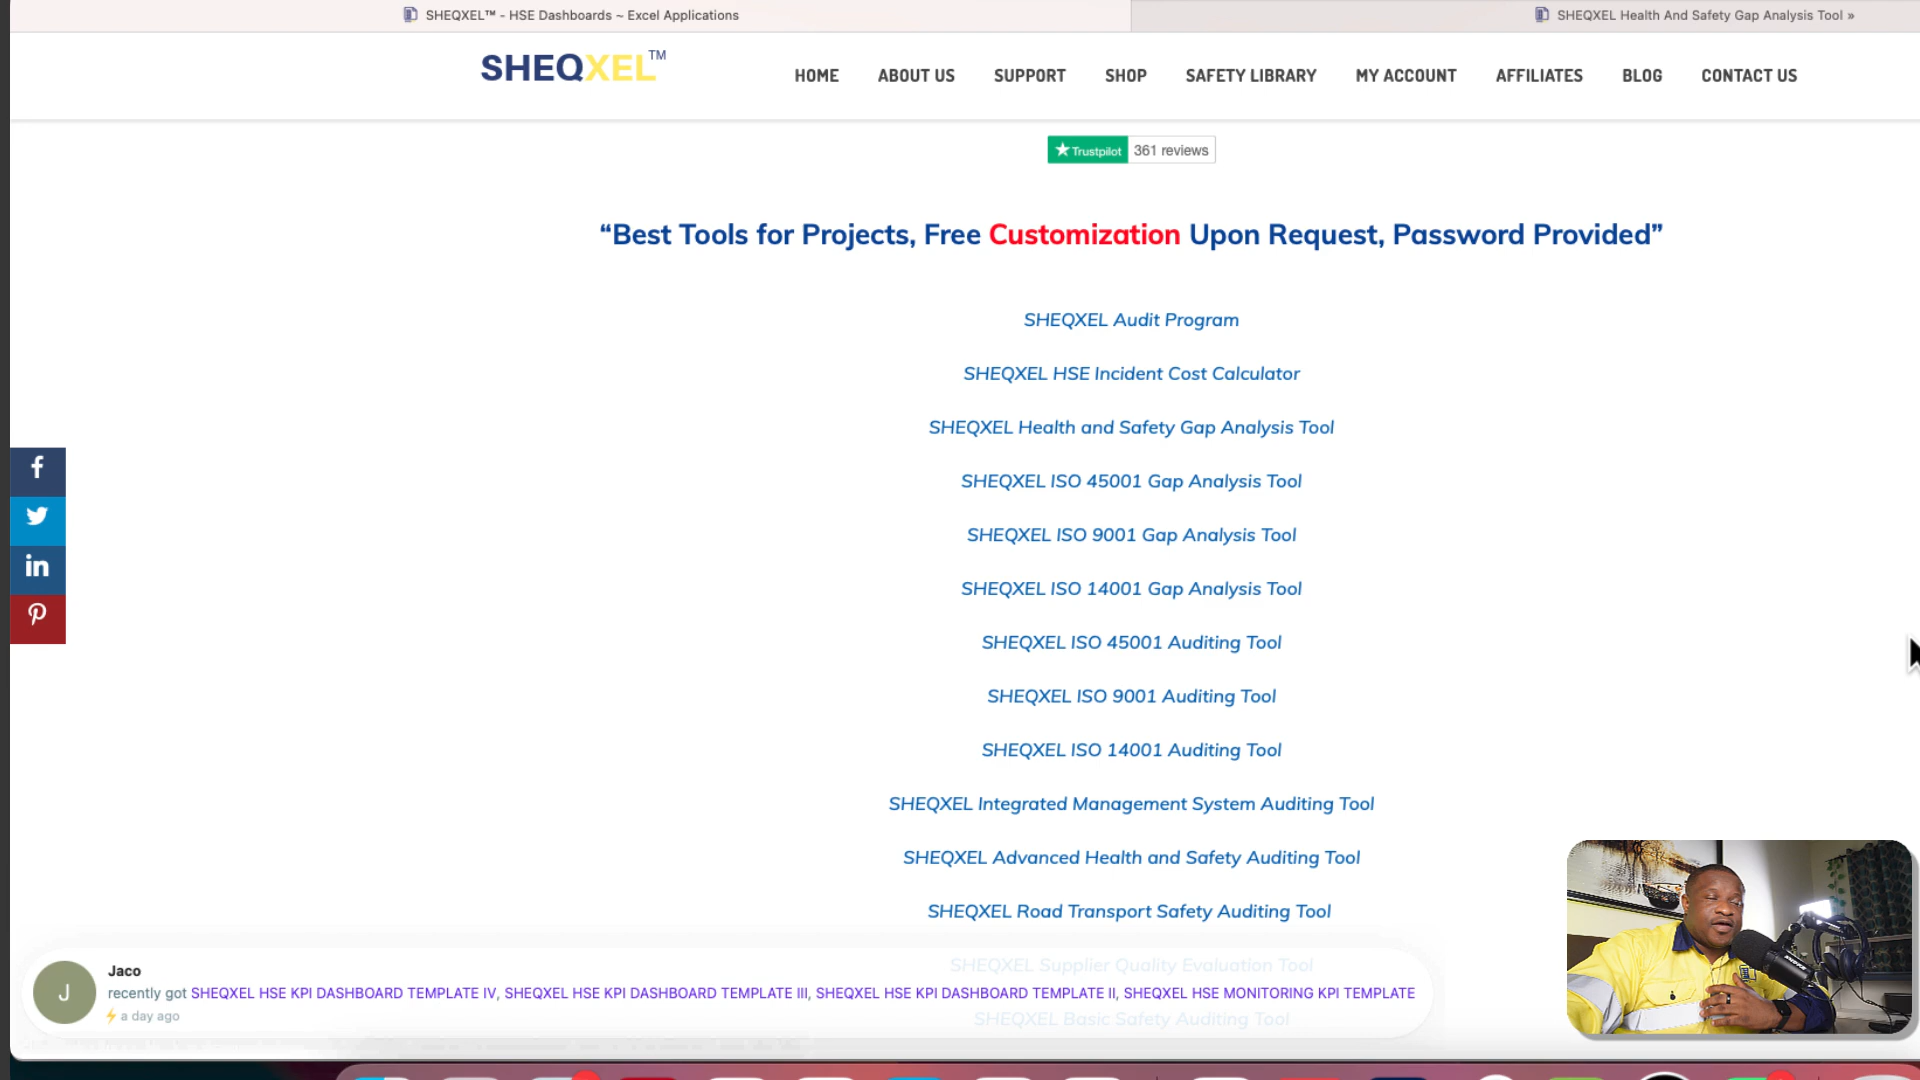 SHEQXEL™ - HSE Dashboards ~ Excel Applications
SHEQXEL Health And Safety Gap Analysis Tool »
SHEQXEL™
HOME ABOUT US SUPPORT SHOP SAFETY LIBRARY MY ACCOUNT AFFILIATES BLOG CONTACT US
Trustpilot 361 reviews
“Best Tools for Projects, Free Customization Upon Request, Password Provided”
SHEQXEL Audit Program
SHEQXEL HSE Incident Cost Calculator
SHEQXEL Health and Safety Gap Analysis Tool
SHEQXEL ISO 45001 Gap Analysis Tool
SHEQXEL ISO 9001 Gap Analysis Tool
SHEQXEL ISO 14001 Gap Analysis Tool
SHEQXEL ISO 45001 Auditing Tool
SHEQXEL ISO 9001 Auditing Tool
SHEQXEL ISO 14001 Auditing Tool
SHEQXEL Integrated Management System Auditing Tool
SHEQXEL Advanced Health and Safety Auditing Tool
SHEQXEL Road Transport Safety Auditing Tool
SHEQXEL Supplier Quality Evaluation Tool
J
Jaco
recently got SHEQXEL HSE KPI DASHBOARD TEMPLATE IV, SHEQXEL HSE KPI DASHBOARD TEMPLATE III, SHEQXEL HSE KPI DASHBOARD TEMPLATE II, SHEQXEL HSE MONITORING KPI TEMPLATE
a day ago
SHEQXEL Basic Safety Auditing Tool